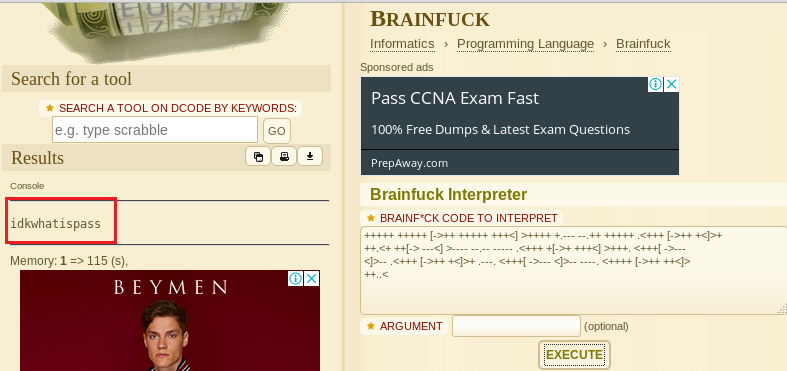 Search for a tool
SEARCH A TOOL ON DCODE BY KEYWORDS:
e.g. type scrabble
GO
Results
Console
idkwhatispass
Memory: 1 => 115 (s),
BEYMEN
BRAINFUCK
Informatics › Programming Language › Brainfuck
Sponsored ads
Pass CCNA Exam Fast
100% Free Dumps & Latest Exam Questions
PrepAway.com
Brainfuck Interpreter
BRAINF*CK CODE TO INTERPRET
+++++ +++++ [->++ +++++ +++<] >++++ +.--- --.++ +++++ .<+++ [->++ +<]>+
++.<+ ++[-> ---<] >---- --.-- ----- .<+++ +[->+ +++<] >+++. <+++[ ->---
<]>-- .<+++ [->++ +<]>+ .---. <+++[ ->--- <]>-- ----. <++++ [->++ ++<]>
++..<
ARGUMENT
(optional)
EXECUTE